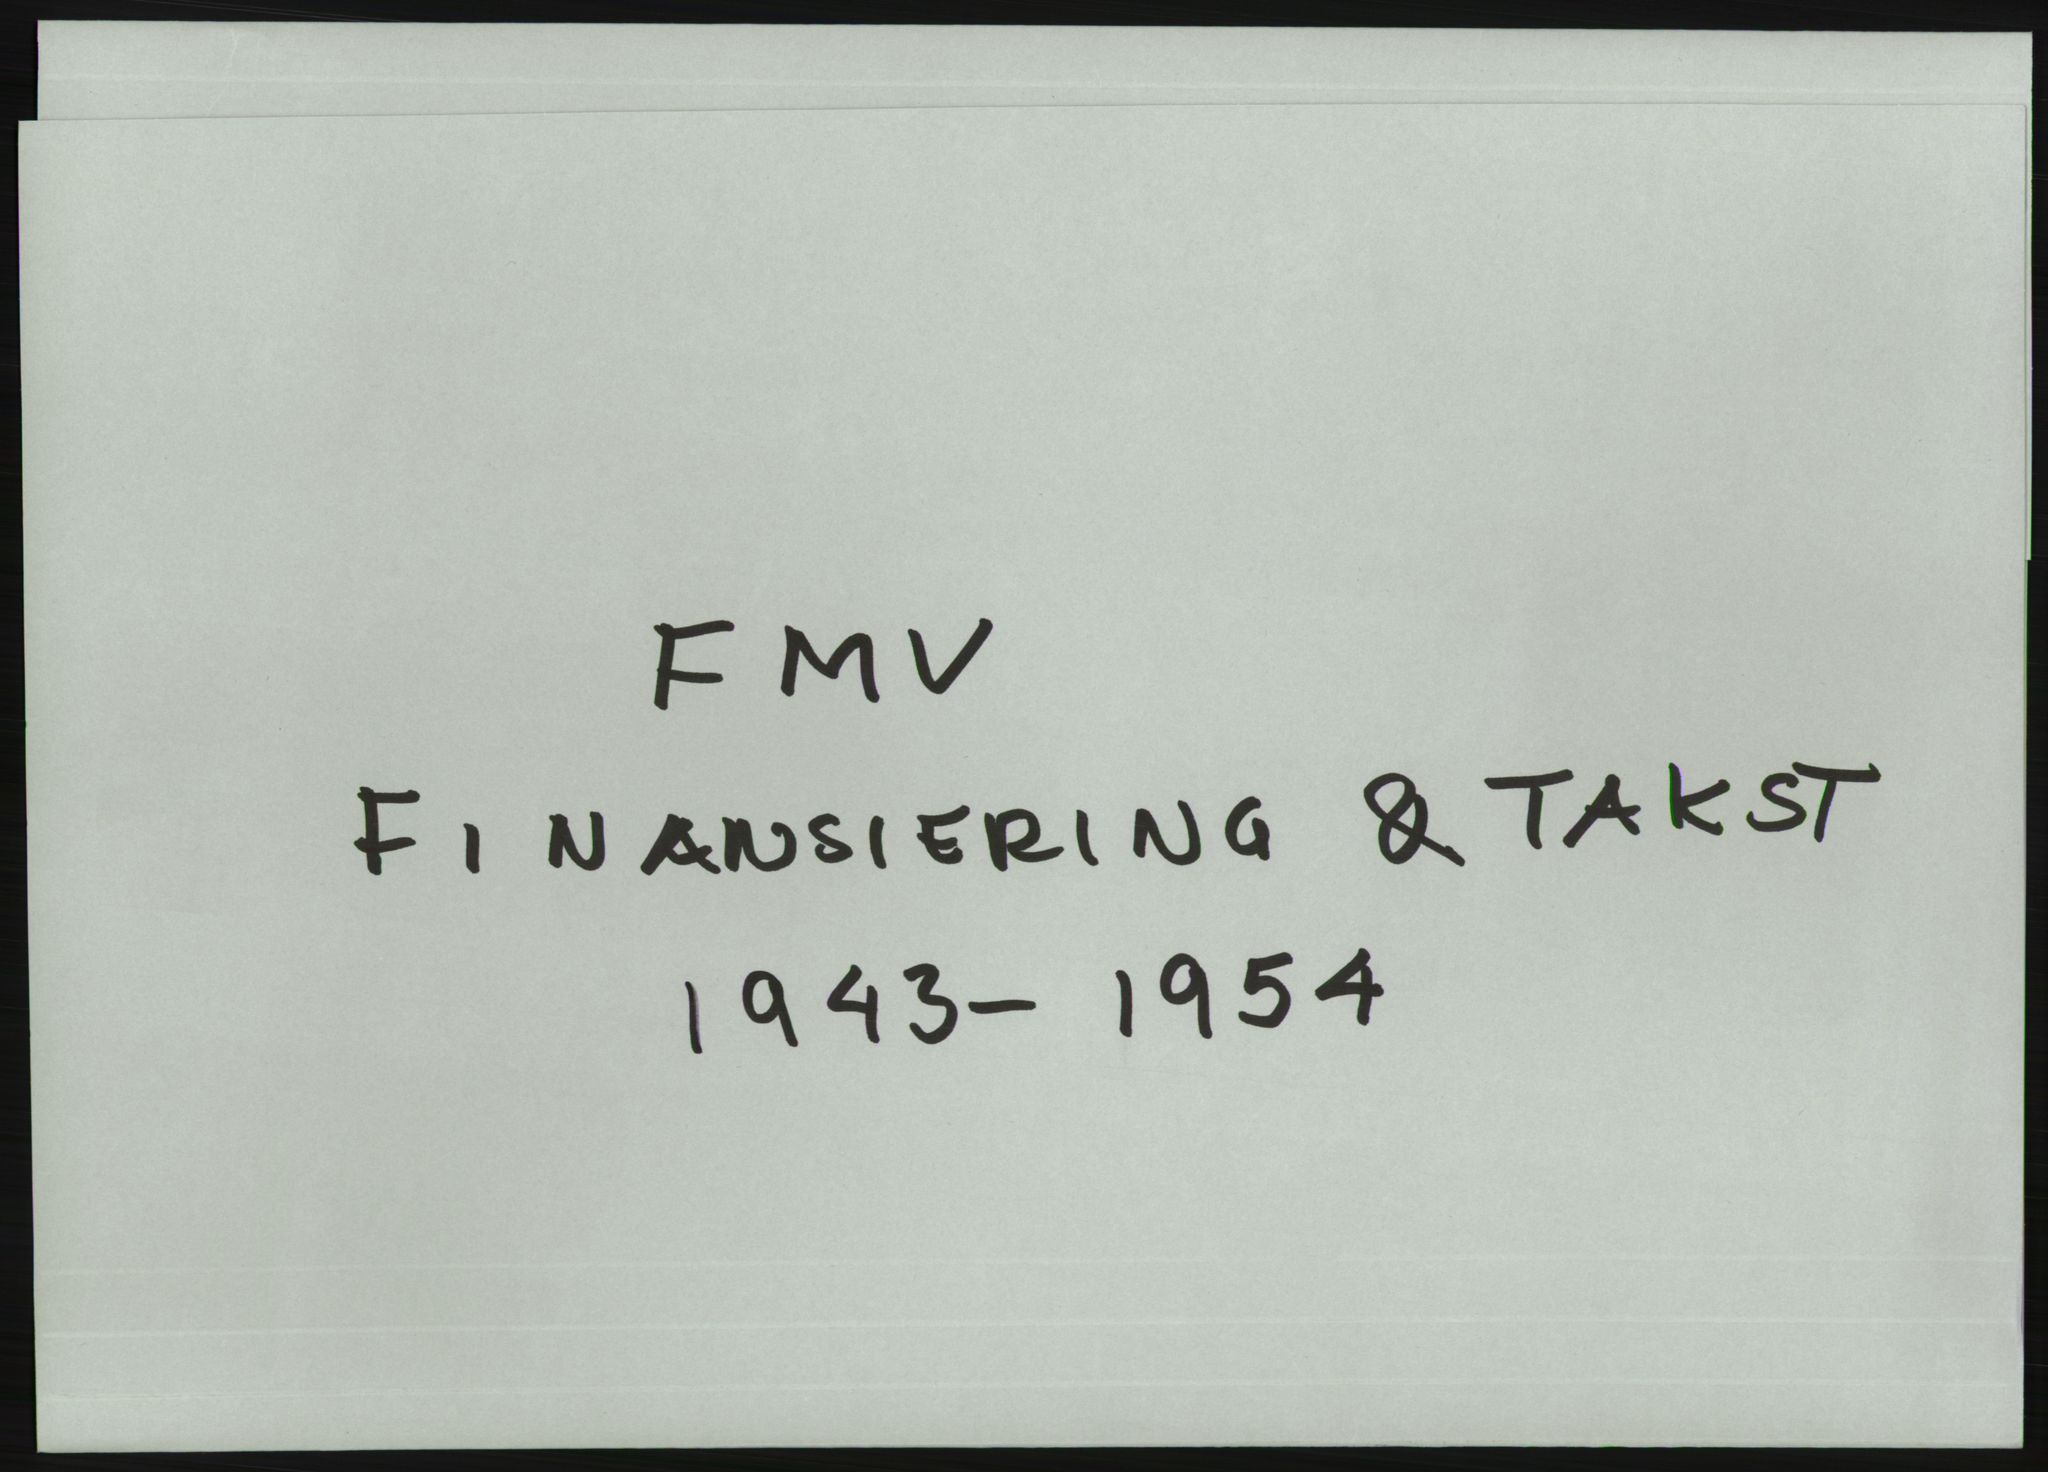 FMV
FINANSIERING & TAKST
1943- 1954